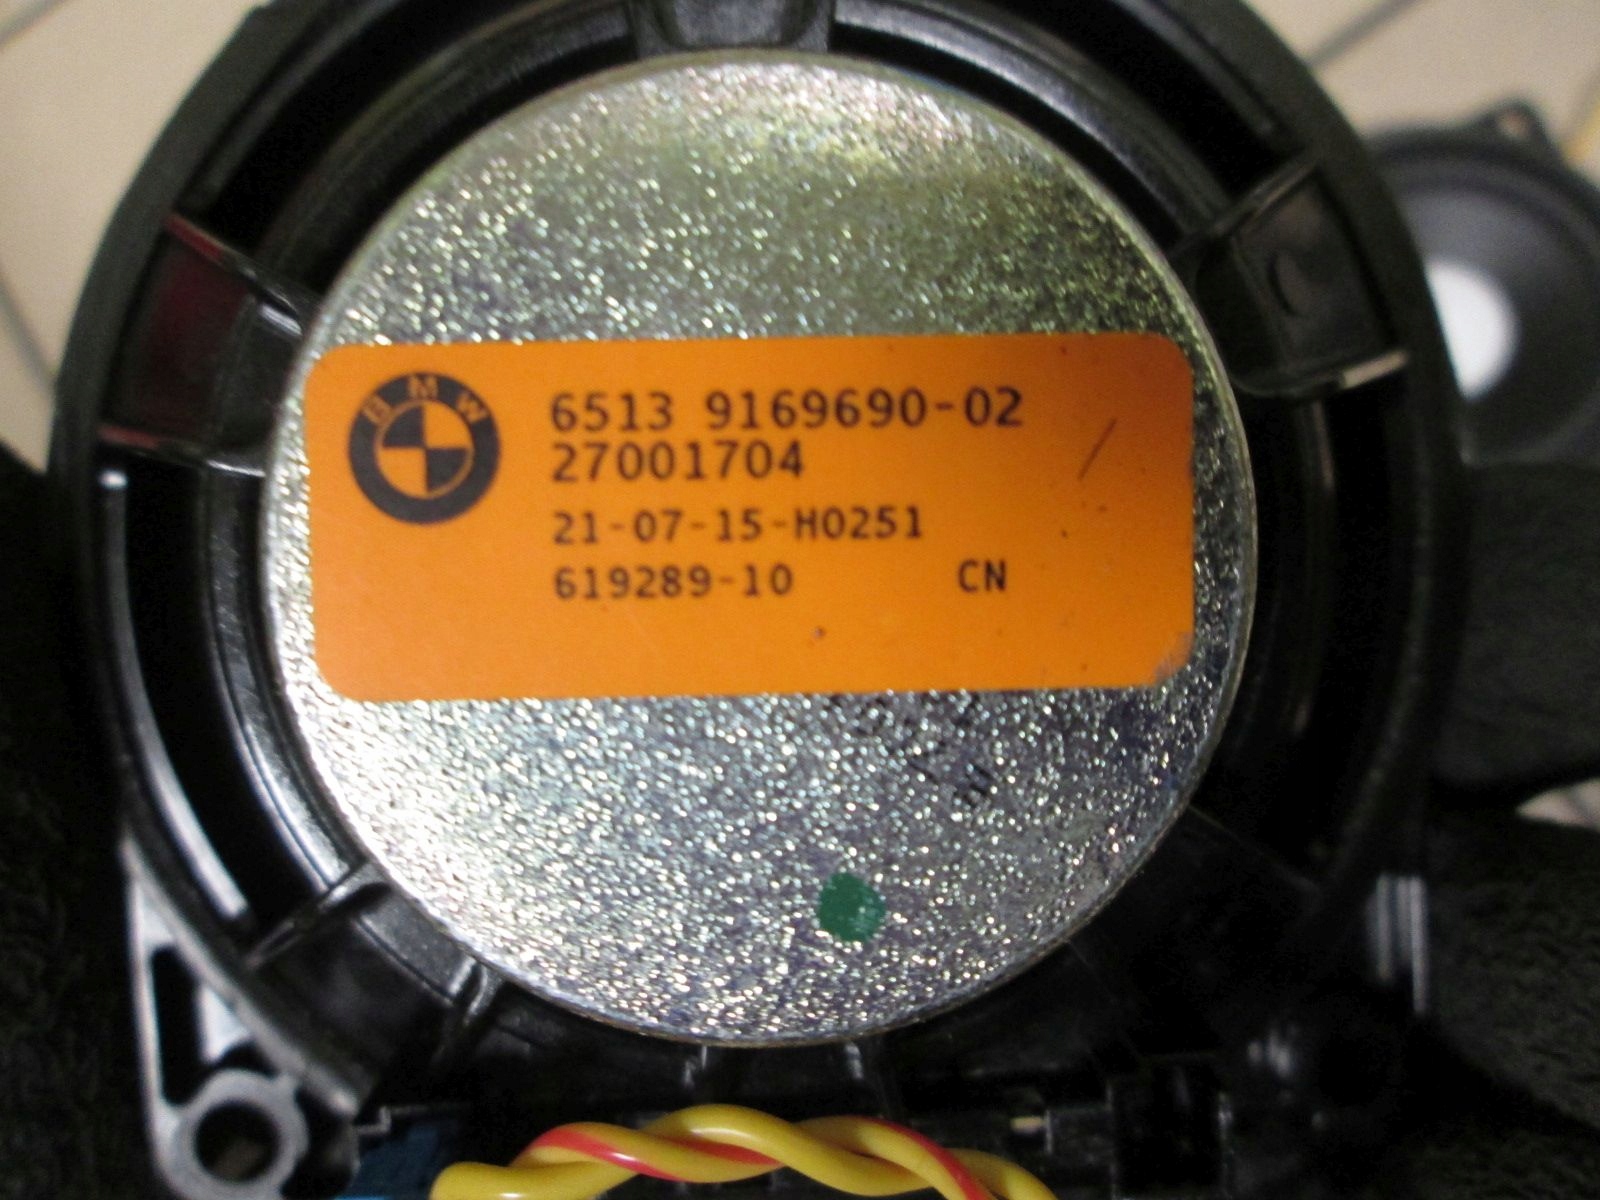 BMW
6513 9169690-02
27001704
21-07-15-H0251
619289-10 CN